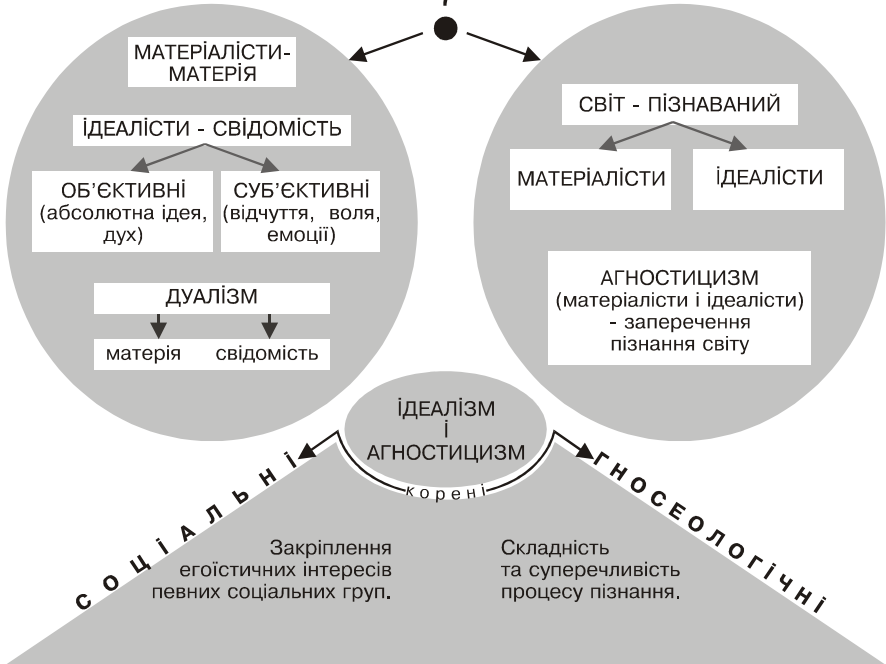 МАТЕРІАЛІСТИ-
МАТЕРІЯ
ІДЕАЛІСТИ - СВІДОМІСТЬ
ОБ’ЄКТИВНІ
(абсолютна ідея,
дух)
СУБ’ЄКТИВНІ
(відчуття, воля,
емоції)
ДУАЛІЗМ
матерія свідомість
СВІТ - ПІЗНАВАНИЙ
МАТЕРІАЛІСТИ
ІДЕАЛІСТИ
АГНОСТИЦИЗМ
(матеріалісти і ідеалісти)
- заперечення
пізнання світу
ІДЕАЛІЗМ
І
АГНОСТИЦИЗМ
корені
СОЦІАЛЬНІ
ГНОСЕОЛОГІЧНІ
Закріплення
егоїстичних інтересів
певних соціальних груп.
Складність
та суперечливість
процесу пізнання.